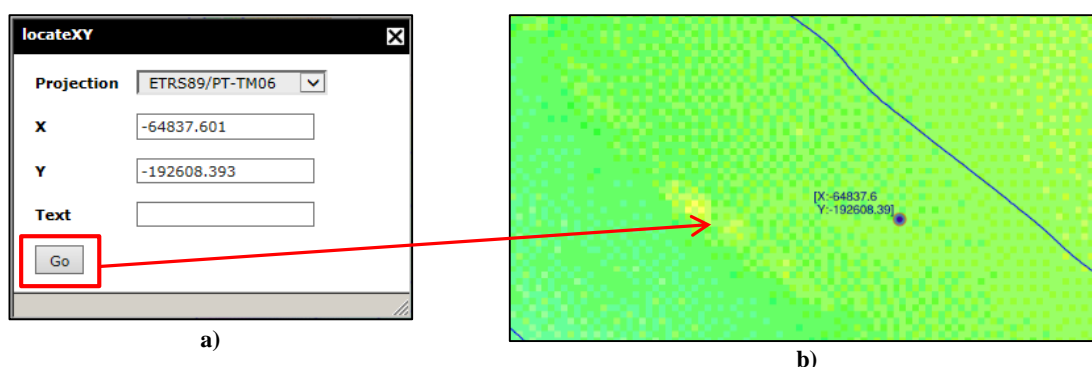 locateXY
Projection ETRS89/PT-TM06
X -64837.601
Y -192608.393
Text
Go
a)
[X:-64837.6
Y:-192608.39]
b)